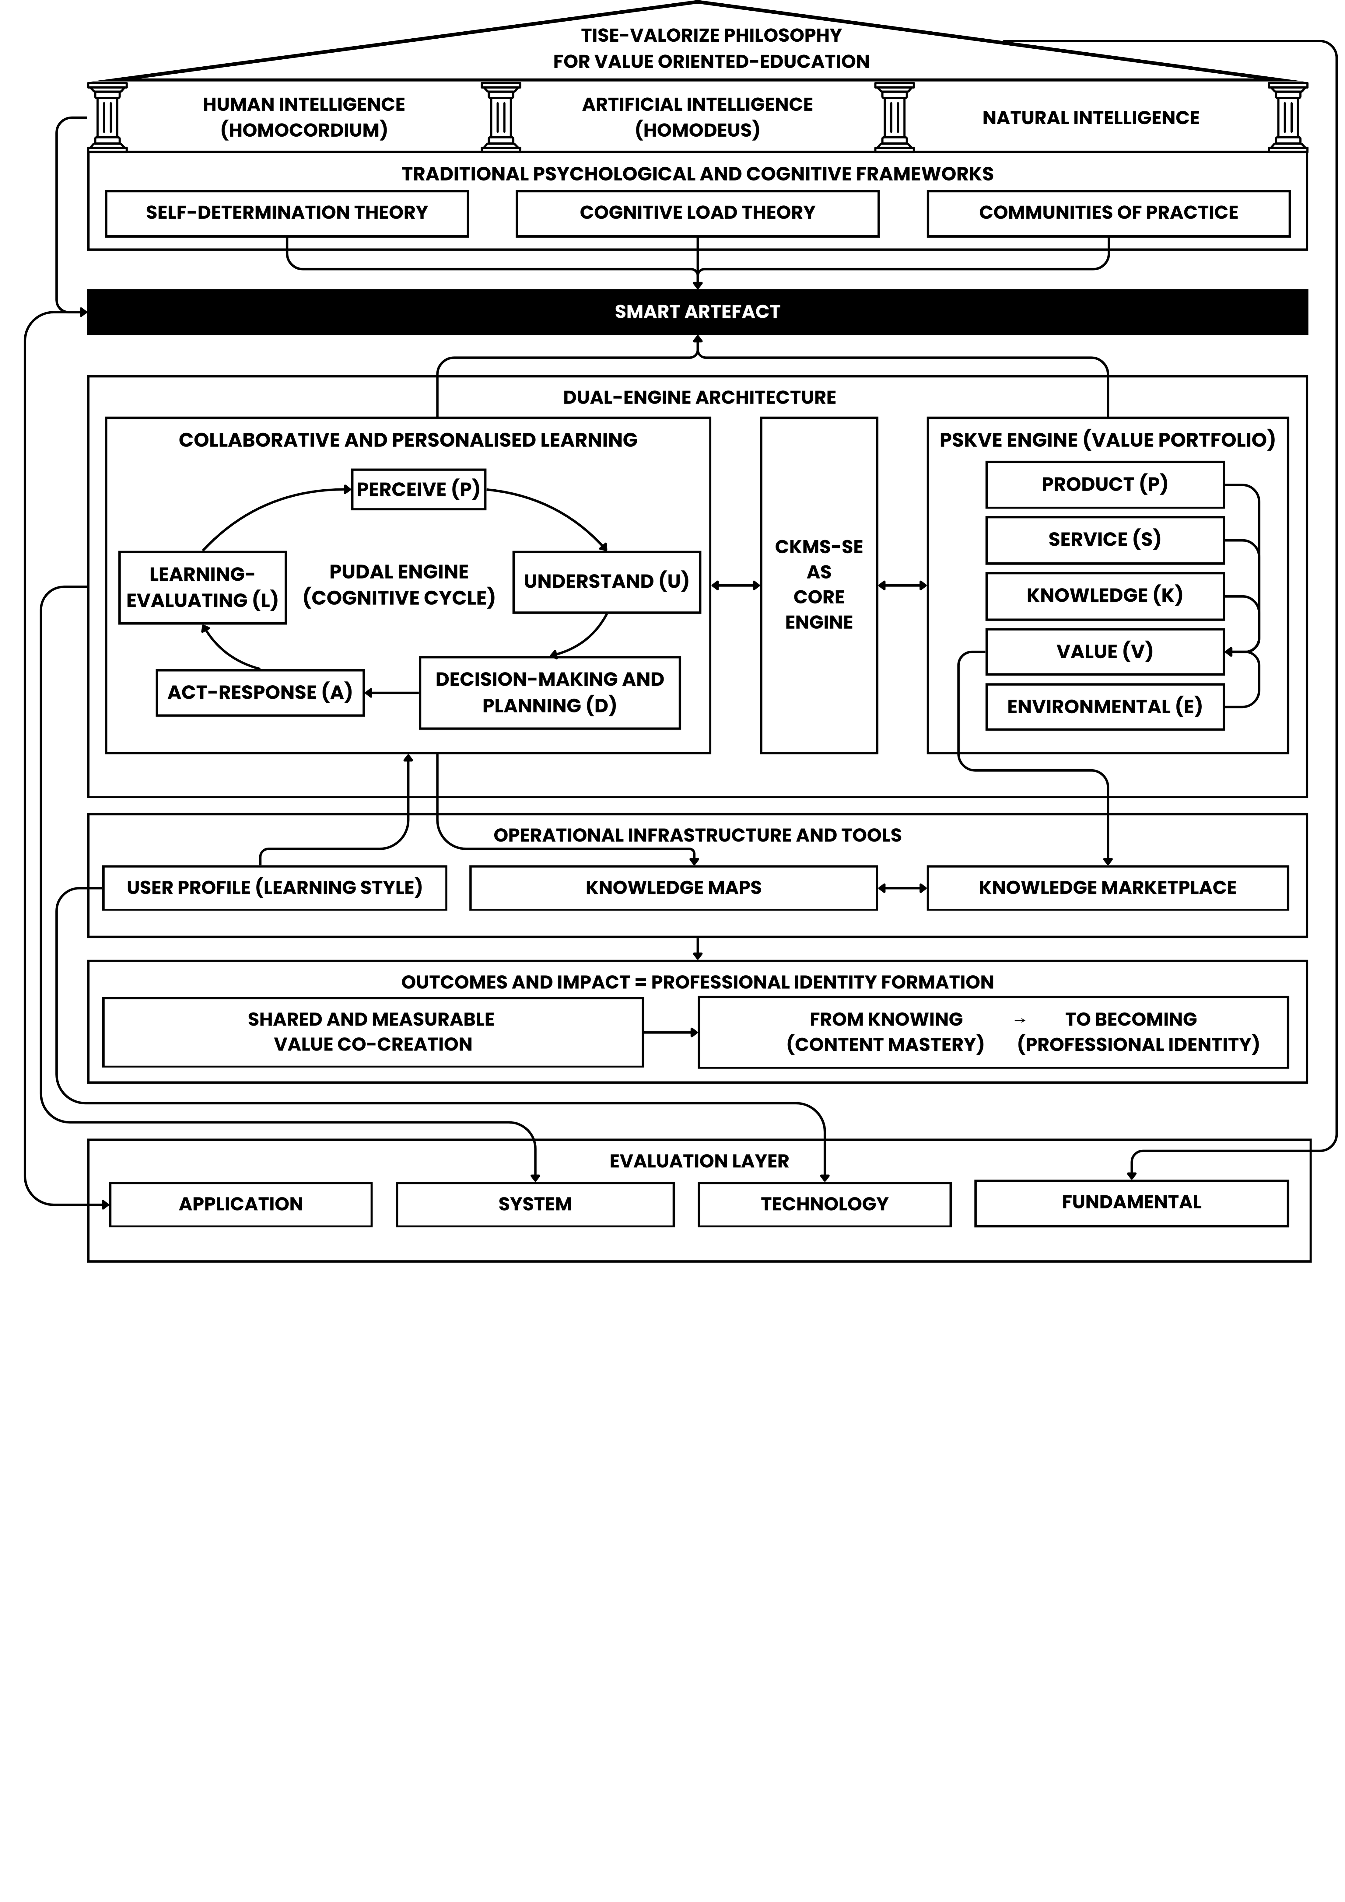 TISE-VALORIZE PHILOSOPHY
FOR VALUE ORIENTED-EDUCATION
HUMAN INTELLIGENCE
(HOMOCORDIUM)
ARTIFICIAL INTELLIGENCE
(HOMODEUS)
NATURAL INTELLIGENCE
TRADITIONAL PSYCHOLOGICAL AND COGNITIVE FRAMEWORKS
SELF-DETERMINATION THEORY
COGNITIVE LOAD THEORY
COMMUNITIES OF PRACTICE
SMART ARTEFACT
DUAL-ENGINE ARCHITECTURE
COLLABORATIVE AND PERSONALISED LEARNING
PERCEIVE (P)
UNDERSTAND (U)
DECISION-MAKING AND
PLANNING (D)
ACT-RESPONSE (A)
LEARNING-
EVALUATING (L)
PUDAL ENGINE
(COGNITIVE CYCLE)
CKMS-SE
AS
CORE
ENGINE
PSKVE ENGINE (VALUE PORTFOLIO)
PRODUCT (P)
SERVICE (S)
KNOWLEDGE (K)
VALUE (V)
ENVIRONMENTAL (E)
OPERATIONAL INFRASTRUCTURE AND TOOLS
USER PROFILE (LEARNING STYLE)
KNOWLEDGE MAPS
KNOWLEDGE MARKETPLACE
OUTCOMES AND IMPACT = PROFESSIONAL IDENTITY FORMATION
SHARED AND MEASURABLE
VALUE CO-CREATION
FROM KNOWING → TO BECOMING
(CONTENT MASTERY) (PROFESSIONAL IDENTITY)
EVALUATION LAYER
APPLICATION
SYSTEM
TECHNOLOGY
FUNDAMENTAL